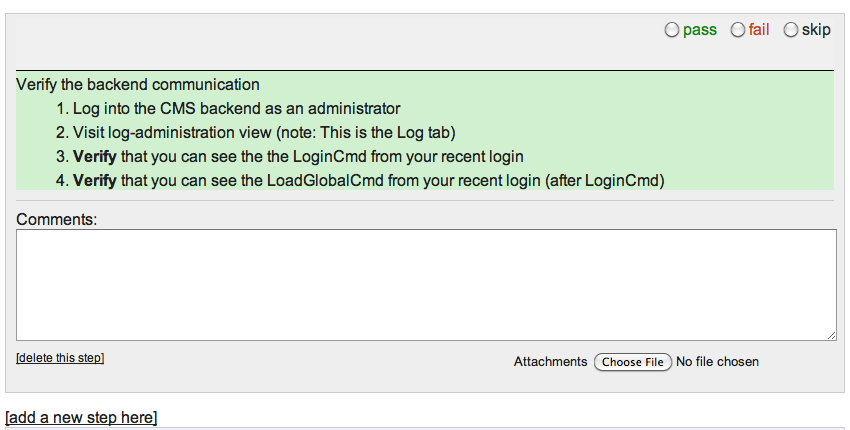 pass fail skip
Verify the backend communication
1. Log into the CMS backend as an administrator
2. Visit log-administration view (note: This is the Log tab)
3. Verify that you can see the the LoginCmd from your recent login
4. Verify that you can see the LoadGlobalCmd from your recent login (after LoginCmd)
Comments:
[delete this step] Attachments Choose File No file chosen
[add a new step here]